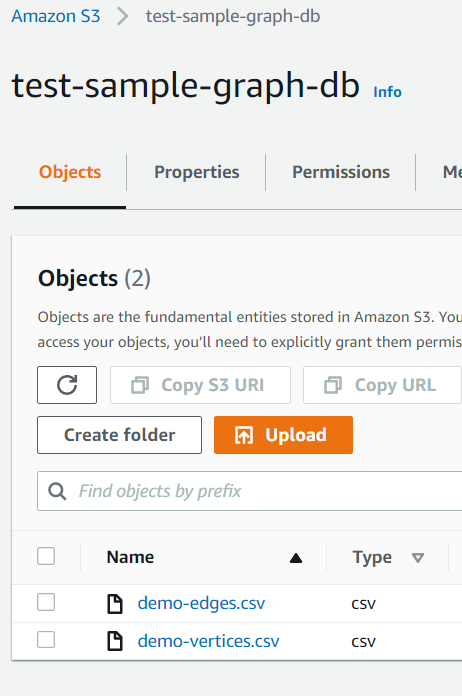 Amazon S3 > test-sample-graph-db
test-sample-graph-db Info
Objects Properties Permissions Me
Objects (2)
Objects are the fundamental entities stored in Amazon S3. You
access your objects, you'll need to explicitly grant them permis
Copy S3 URI Copy URL
Create folder Upload
Find objects by prefix
Name Type
demo-edges.csv csv
demo-vertices.csv csv